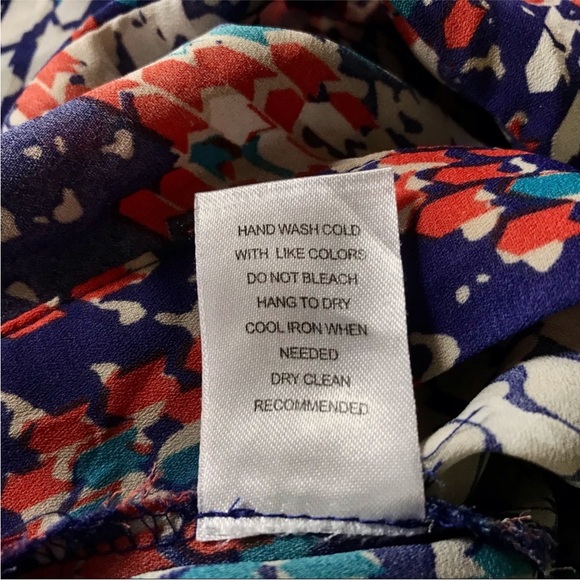 HAND WASH COLD
WITH LIKE COLORS
DO NOT BLEACH
HANG TO DRY
COOL IRON WHEN
NEEDED
DRY CLEAN
RECOMMENDED